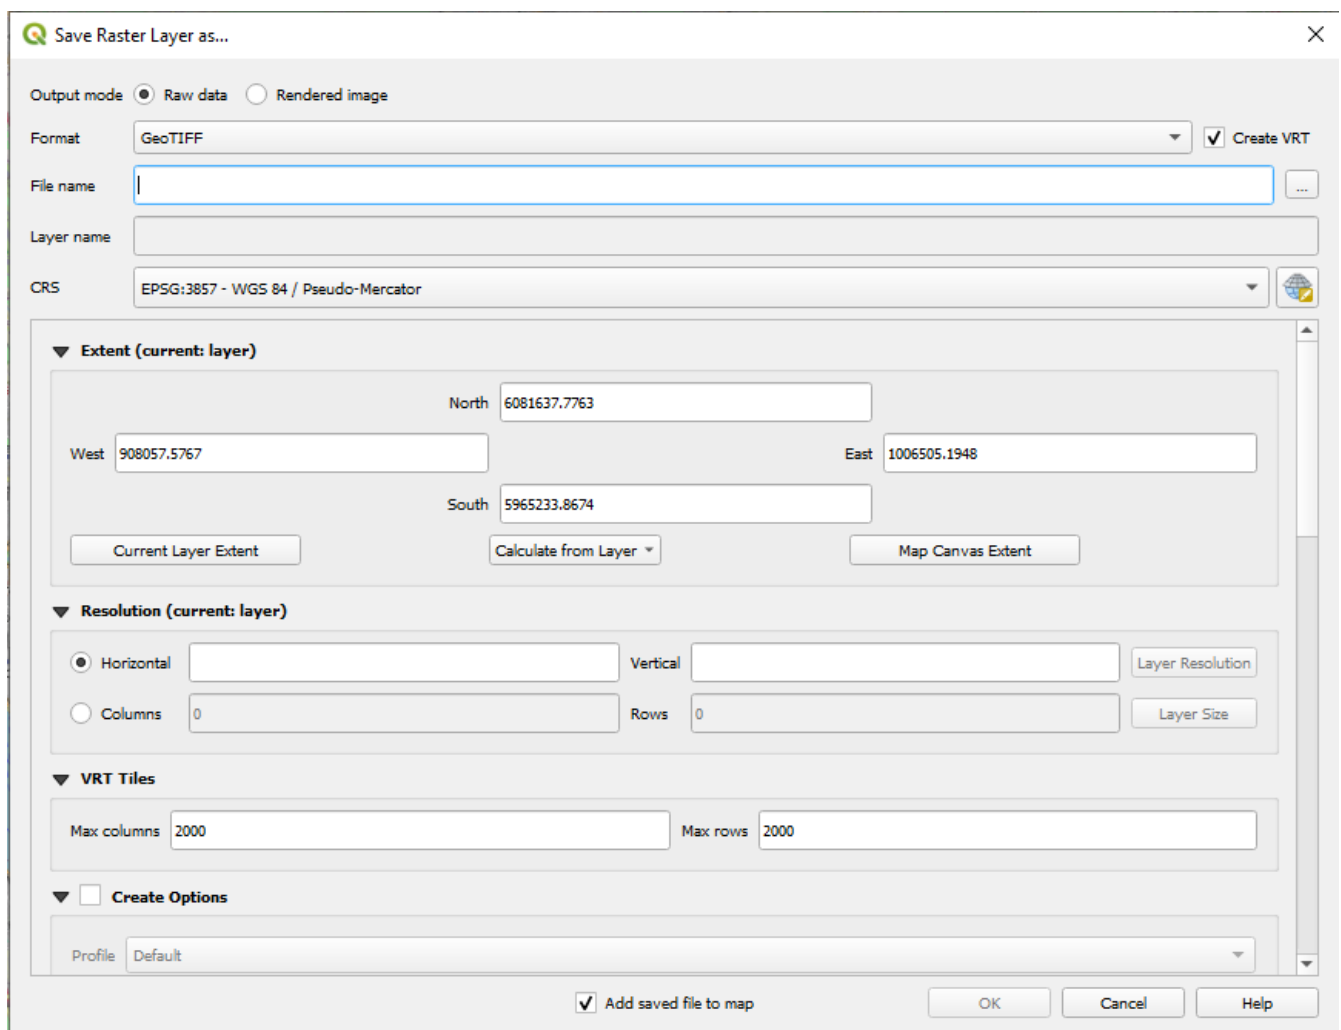 Save Raster Layer as...
Output mode Raw data Rendered image
Format GeoTIFF Create VRT
File name ...
Layer name
CRS EPSG:3857 - WGS 84 / Pseudo-Mercator
Extent (current: layer)
North 6081637.7763
West 908057.5767 East 1006505.1948
South 5965233.8674
Current Layer Extent Calculate from Layer Map Canvas Extent
Resolution (current: layer)
Horizontal Vertical Layer Resolution
Columns 0 Rows 0 Layer Size
VRT Tiles
Max columns 2000 Max rows 2000
Create Options
Profile Default
Add saved file to map OK Cancel Help